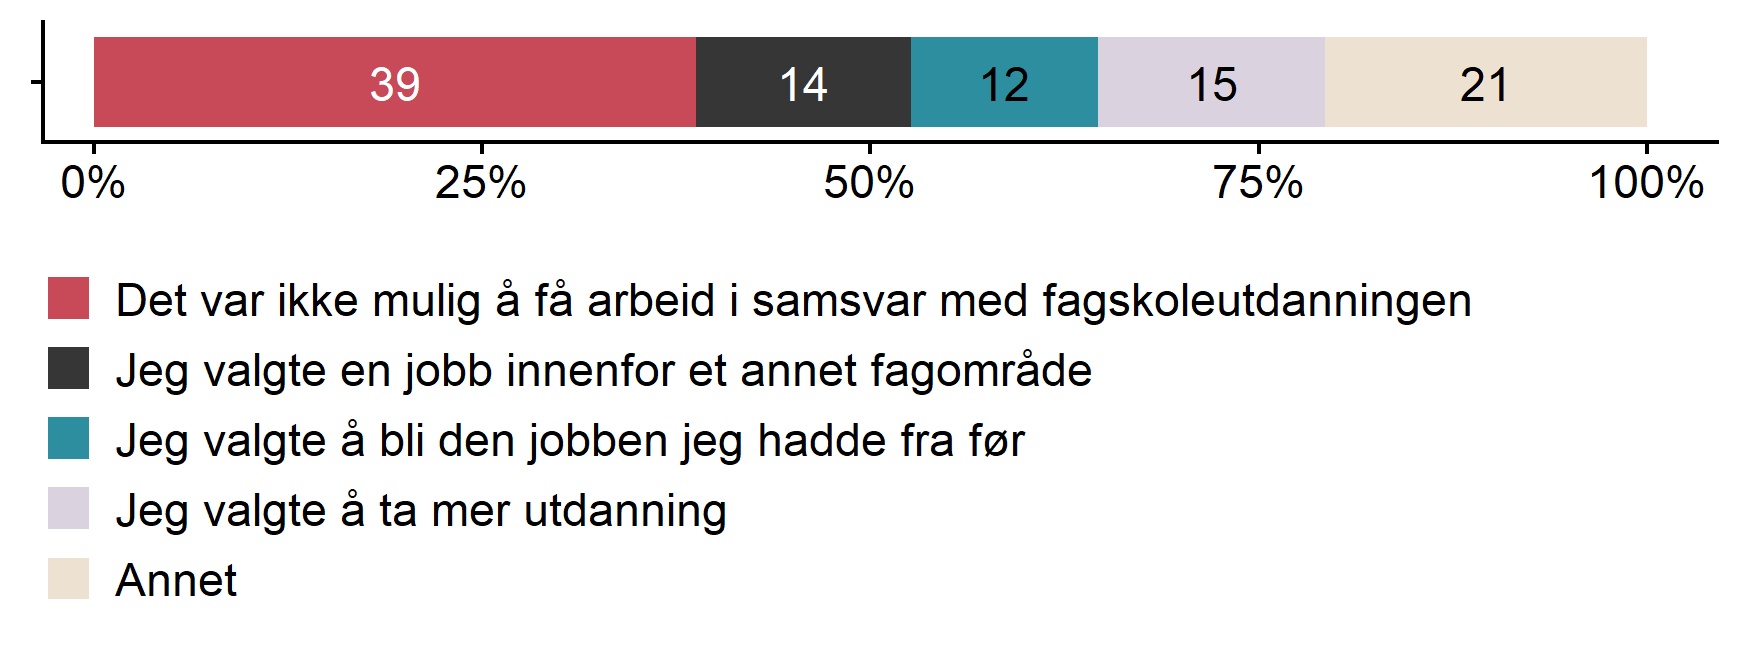 39 14 12 15 21
0% 25% 50% 75% 100%
Det var ikke mulig å få arbeid i samsvar med fagskoleutdanningen
Jeg valgte en jobb innenfor et annet fagområde
Jeg valgte å bli den jobben jeg hadde fra før
Jeg valgte å ta mer utdanning
Annet